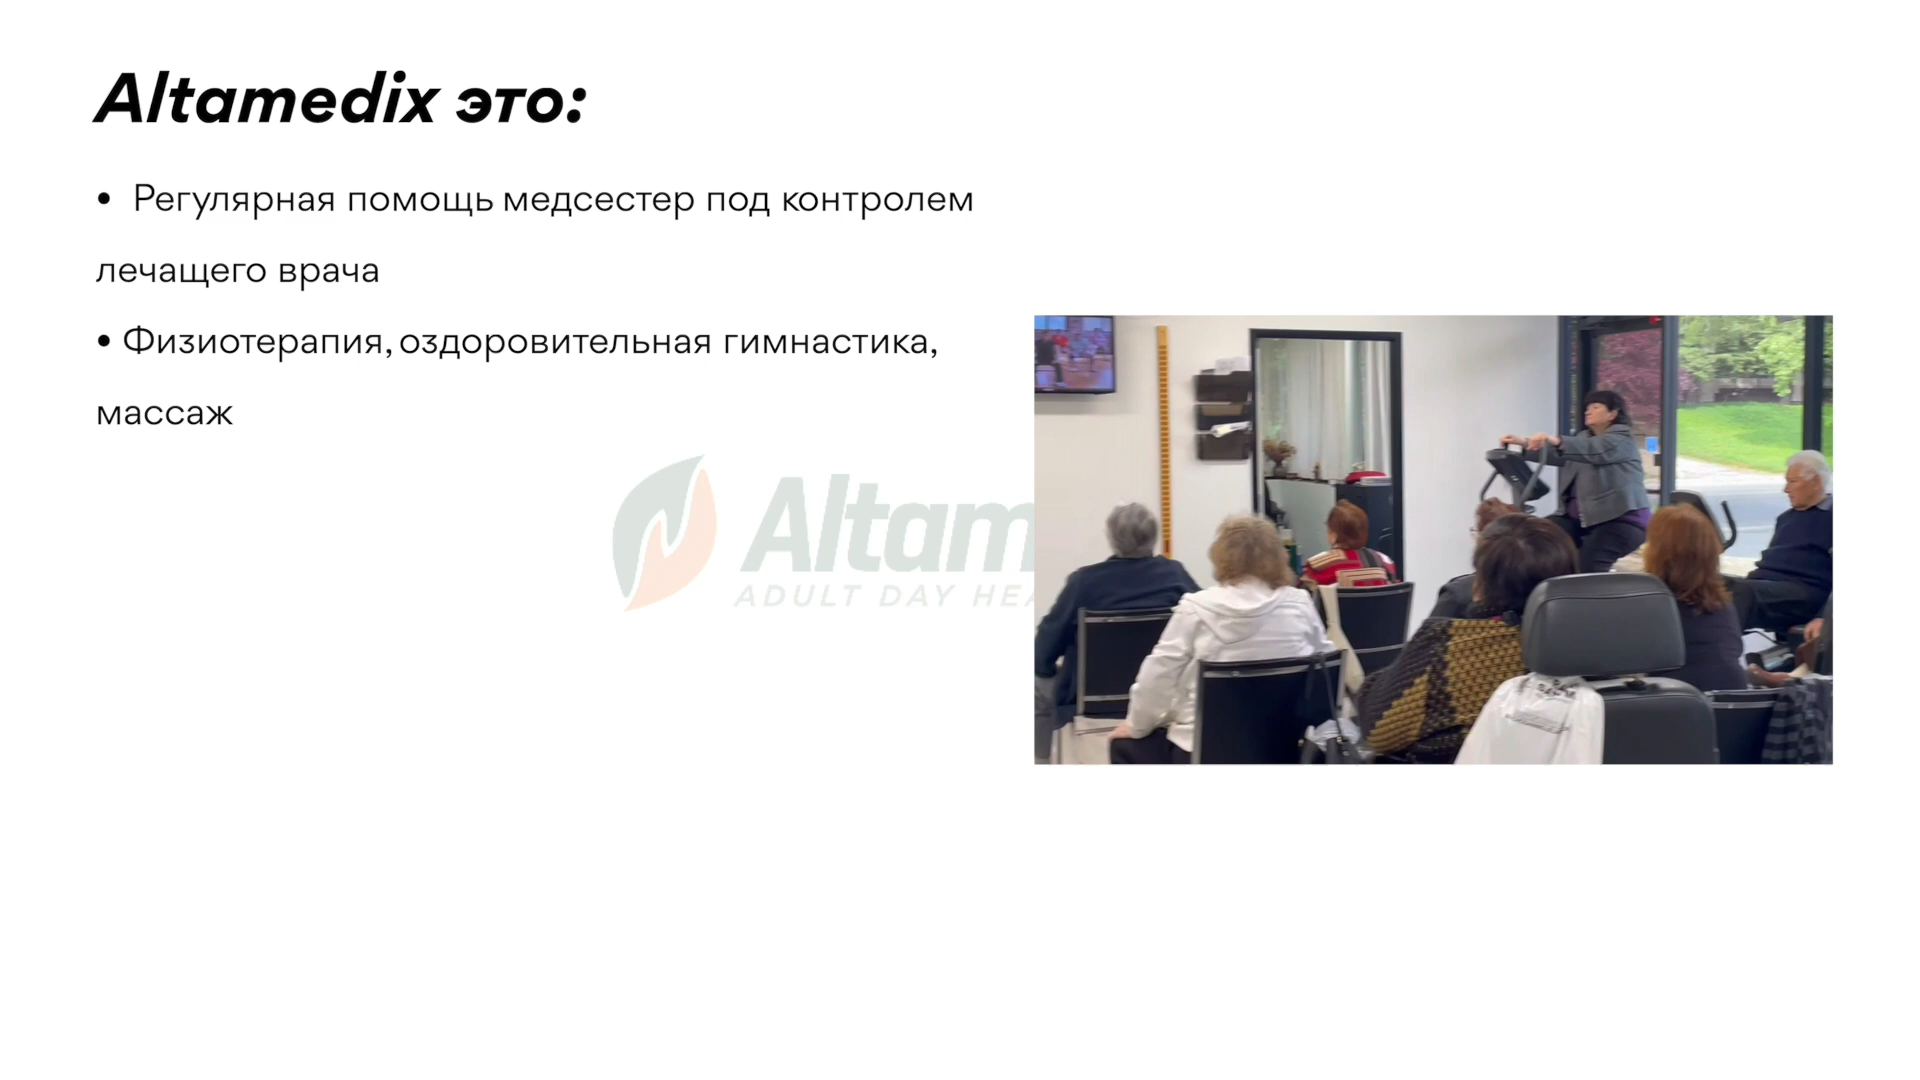 Altamedix это:
• Регулярная помощь медсестер под контролем
лечащего врача
• Физиотерапия, оздоровительная гимнастика,
массаж
Altam
ADULT DAY HEA